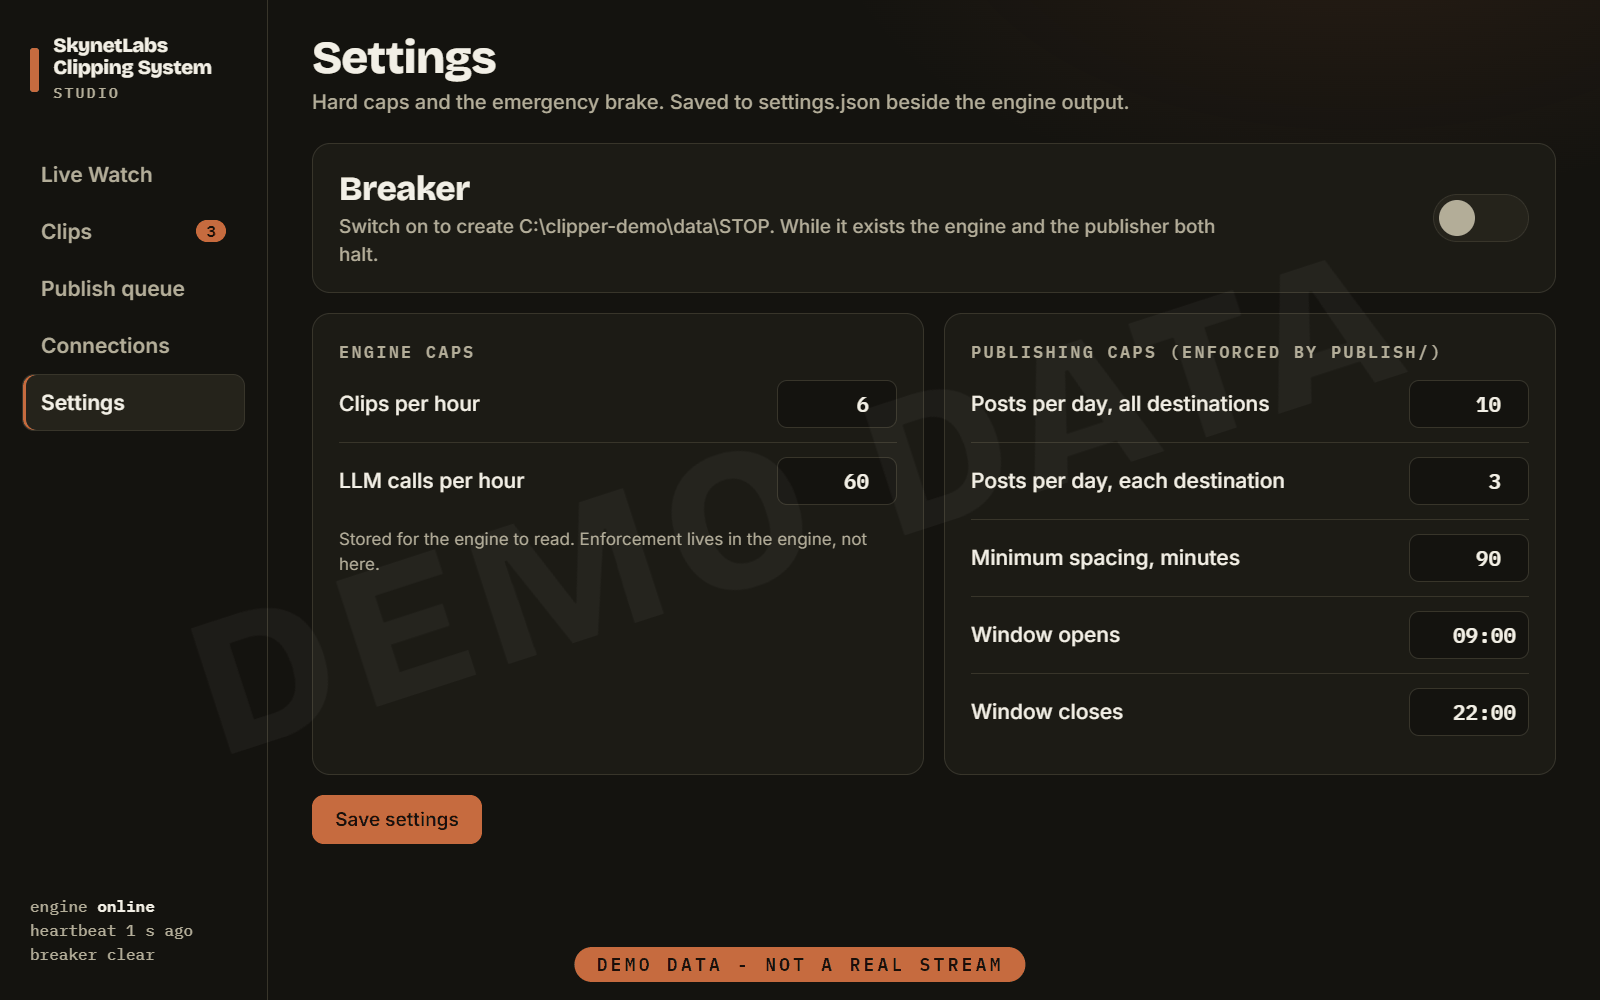 SkynetLabs
Clipping System
STUDIO
Live Watch
Clips 3
Publish queue
Connections
Settings
engine online
heartbeat 1 s ago
breaker clear
Settings
Hard caps and the emergency brake. Saved to settings.json beside the engine output.
Breaker
Switch on to create C:\clipper-demo\data\STOP. While it exists the engine and the publisher both
halt.
ENGINE CAPS
Clips per hour 6
LLM calls per hour 60
Stored for the engine to read. Enforcement lives in the engine, not
here.
PUBLISHING CAPS (ENFORCED BY PUBLISH/)
Posts per day, all destinations 10
Posts per day, each destination 3
Minimum spacing, minutes 90
Window opens 09:00
Window closes 22:00
Save settings
DEMO DATA
DEMO DATA - NOT A REAL STREAM